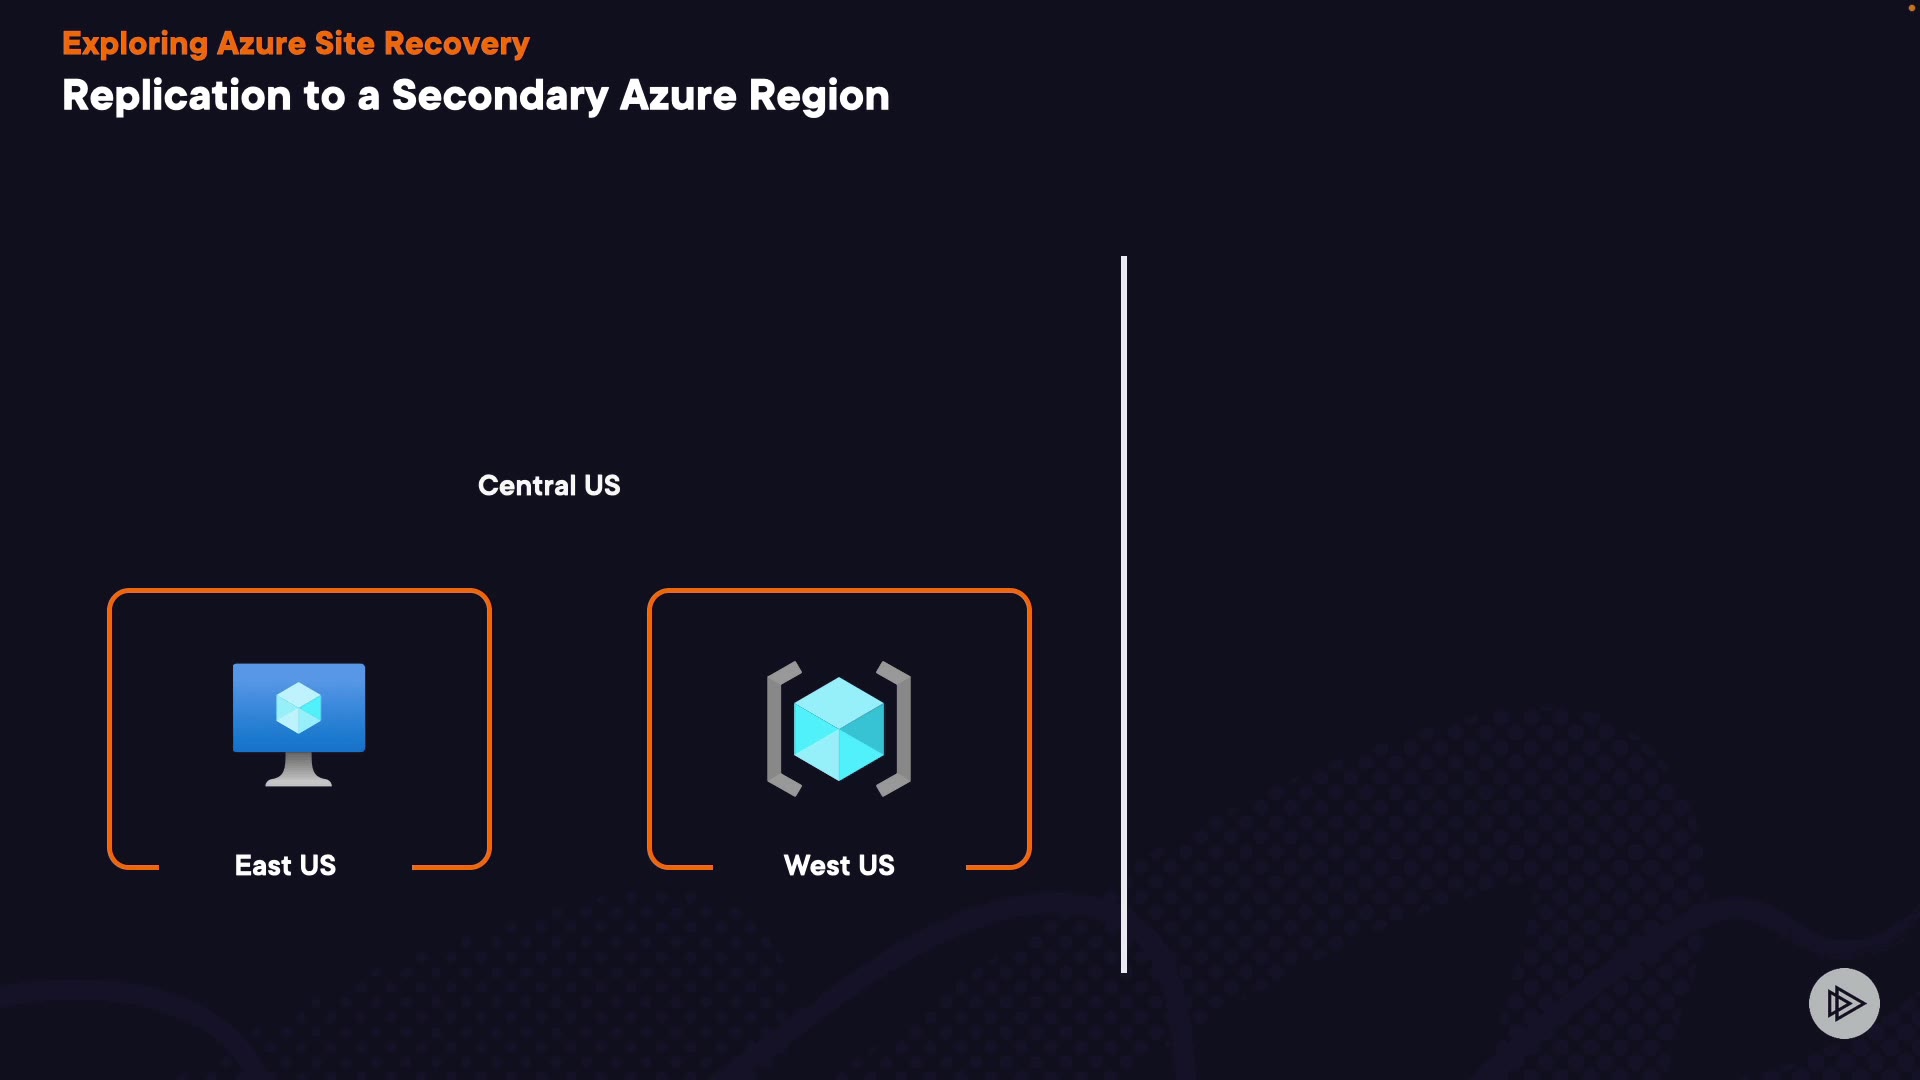 Exploring Azure Site Recovery
Replication to a Secondary Azure Region
Central US
East US
West US